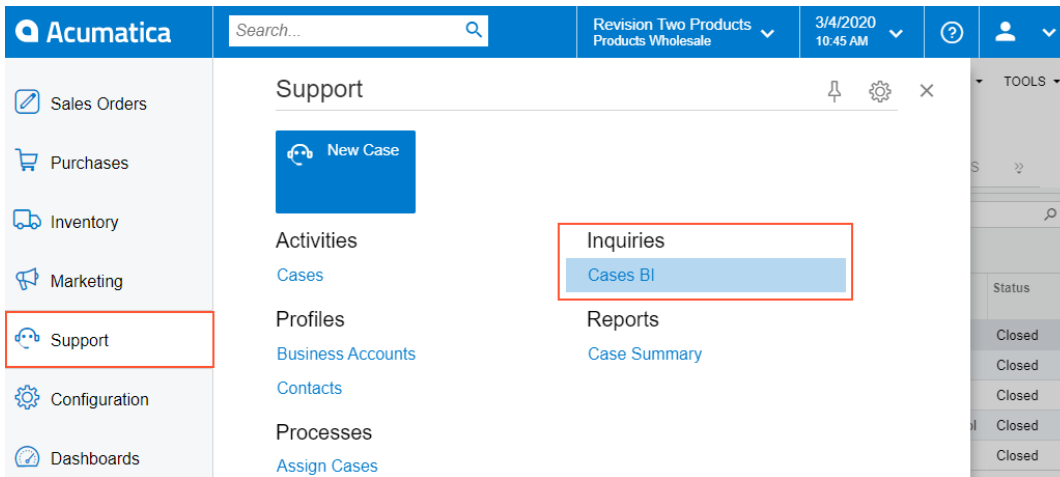 Acumatica
Search...
Revision Two Products
Products Wholesale
3/4/2020
10:45 AM
?
Sales Orders
Purchases
Inventory
Marketing
Support
Configuration
Dashboards
Support
New Case
Activities
Cases
Profiles
Business Accounts
Contacts
Processes
Assign Cases
Inquiries
Cases BI
Reports
Case Summary
TOOLS
S
Status
Closed
Closed
Closed
ol Closed
Closed